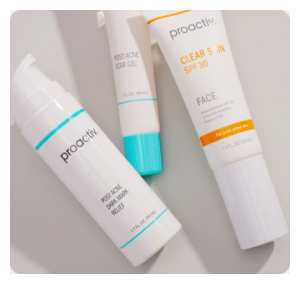 proactiv.
POST ACNE
DARK MARK
RELIEF
POST ACNE
SCAR GEL
proactiv.
CLEAR SKIN
SPF 30
FACE